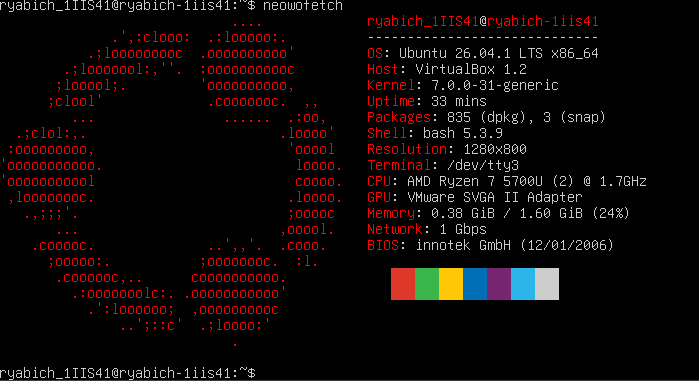 ryabich_1IIS41@ryabich-1iis41:~$ neowofetch
ryabich_1IIS41@ryabich-1iis41
-----------------------------
OS: Ubuntu 26.04.1 LTS x86_64
Host: VirtualBox 1.2
Kernel: 7.0.0-31-generic
Uptime: 33 mins
Packages: 835 (dpkg), 3 (snap)
Shell: bash 5.3.9
Resolution: 1280x800
Terminal: /dev/tty3
CPU: AMD Ryzen 7 5700U (2) @ 1.7GHz
GPU: VMware SVGA II Adapter
Memory: 0.38 GiB / 1.60 GiB (24%)
Network: 1 Gbps
BIOS: innotek GmbH (12/01/2006)
ryabich_1IIS41@ryabich-1iis41:~$